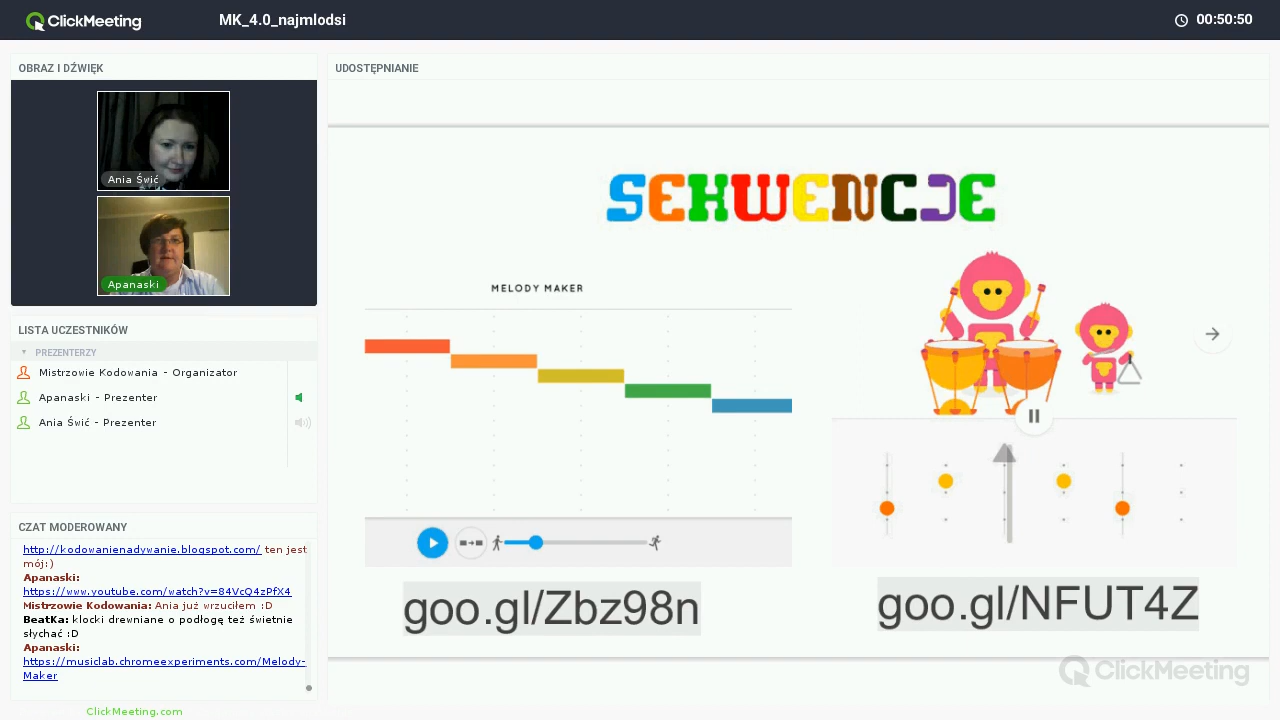 ClickMeeting
MK_4.0_najmlodsi
00:50:50
OBRAZ I DŹWIĘK
Ania Świć
Apanaski
LISTA UCZESTNIKÓW
PREZENTERZY
Mistrzowie Kodowania - Organizator
Apanaski - Prezenter
Ania Świć - Prezenter
CZAT MODEROWANY
http://kodowanienadywanie.blogspot.com/ ten jest
mój:)
Apanaski:
https://www.youtube.com/watch?v=84VcQ4zPfX4
Mistrzowie Kodowania: Ania już wrzuciłem :D
BeatKa: klocki drewniane o podłogę też świetnie
słychać :D
Apanaski:
https://musiclab.chromeexperiments.com/Melody-
Maker
ClickMeeting.com
UDOSTĘPNIANIE
SEKWENCJE
MELODY MAKER
goo.gl/Zbz98n
goo.gl/NFUT4Z
ClickMeeting